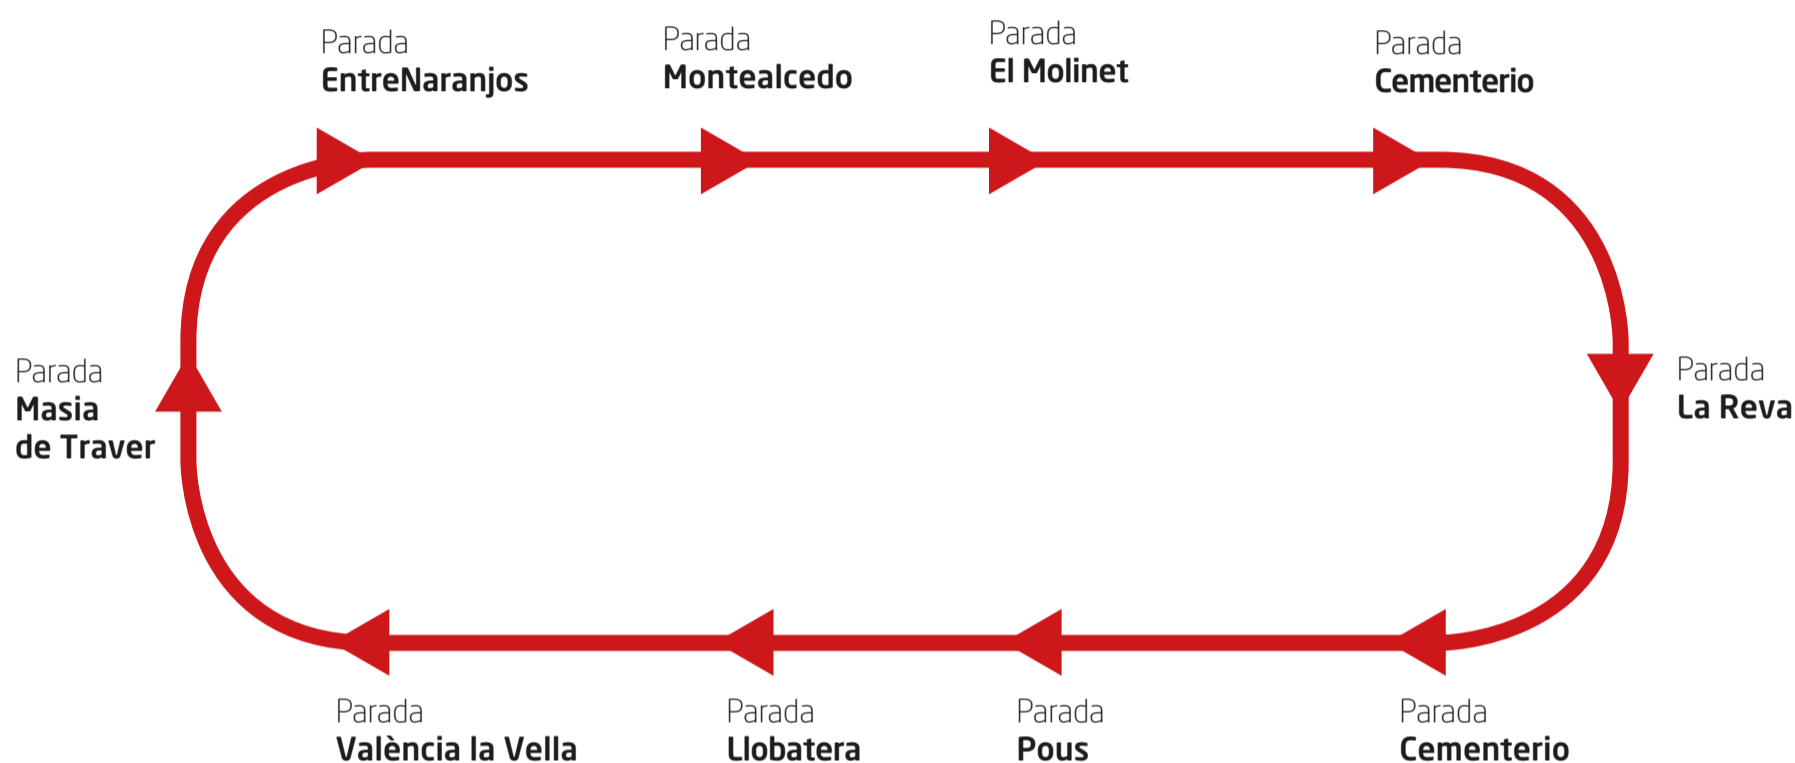 Parada
EntreNaranjos
Parada
Montealcedo
Parada
El Molinet
Parada
Cementerio
Parada
La Reva
Parada
Cementerio
Parada
Pous
Parada
Llobatera
Parada
València la Vella
Parada
Masia
de Traver